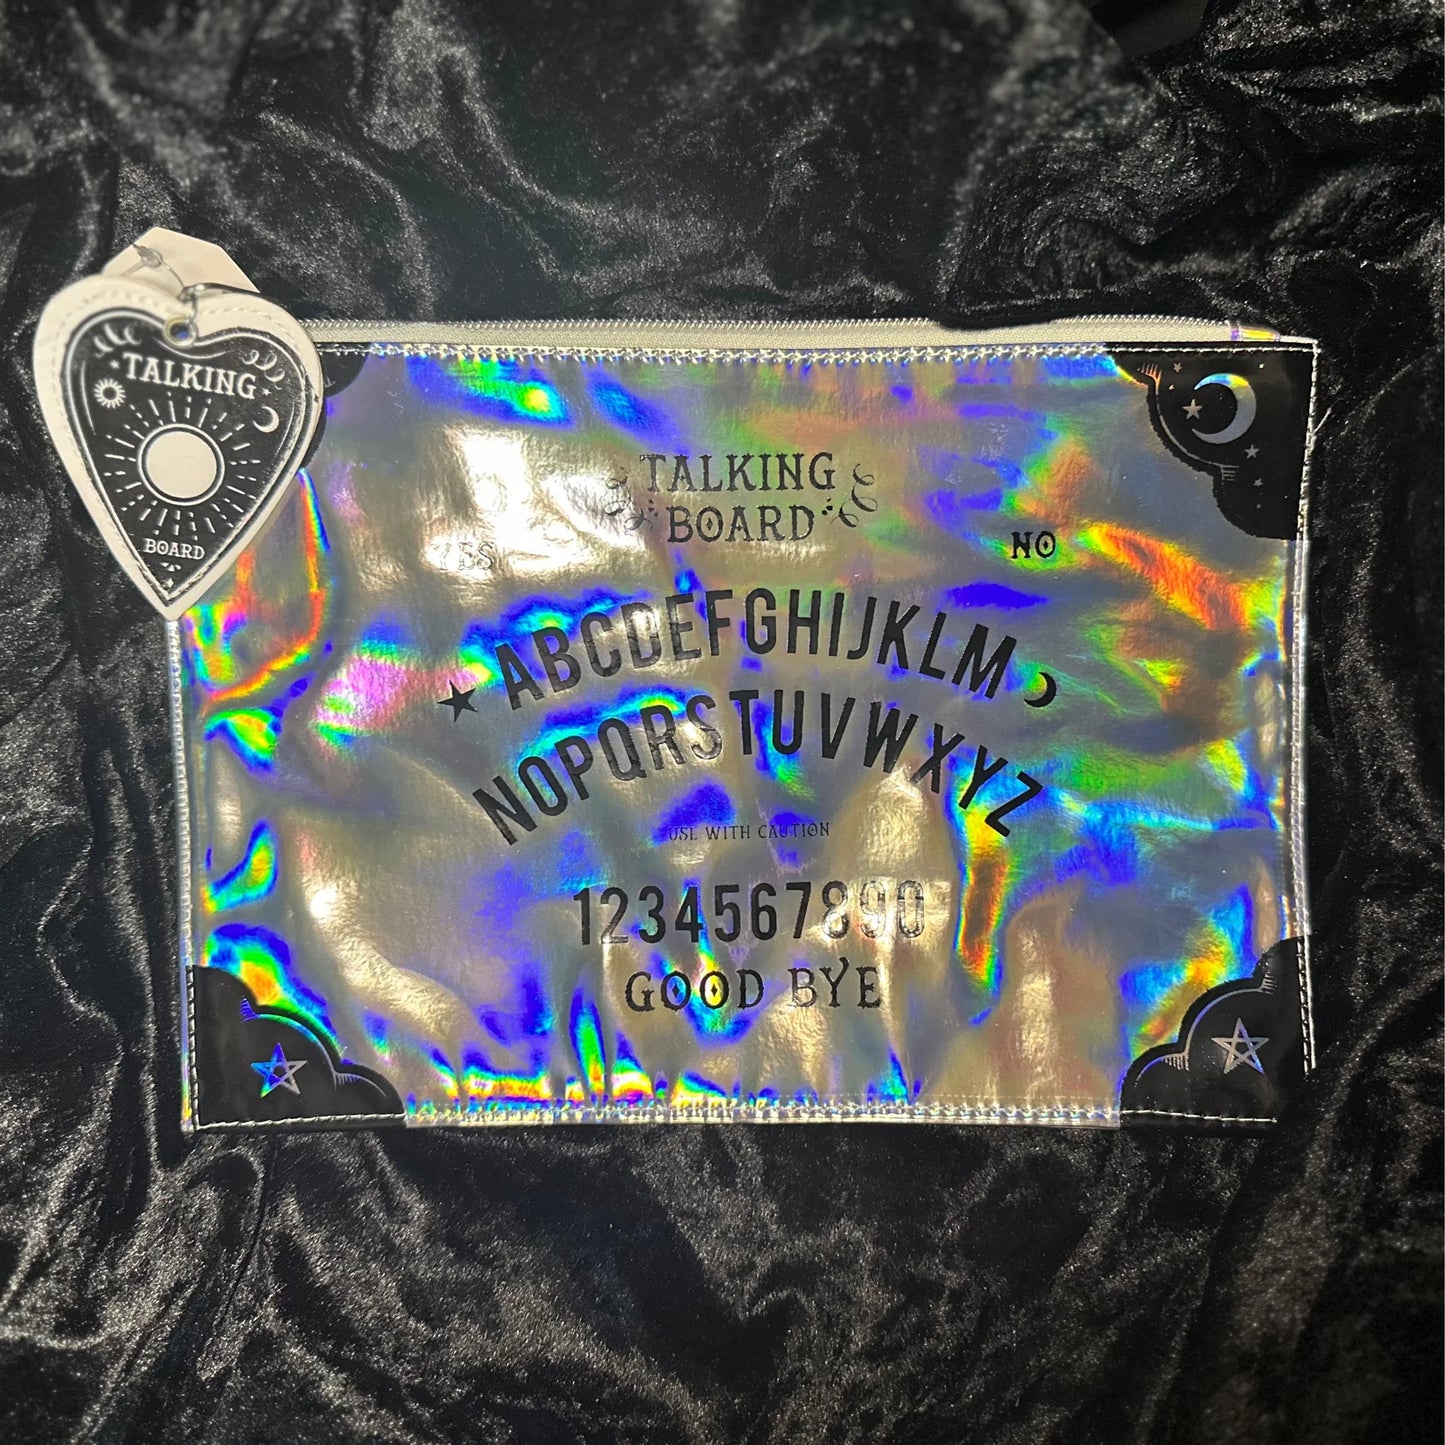 TALKING
BOARD
TALKING
BOARD
YES
NO
ABCDEFGHIJKLM
NOPQRSTUVWXYZ
USE WITH CAUTION
1234567890
GOOD BYE